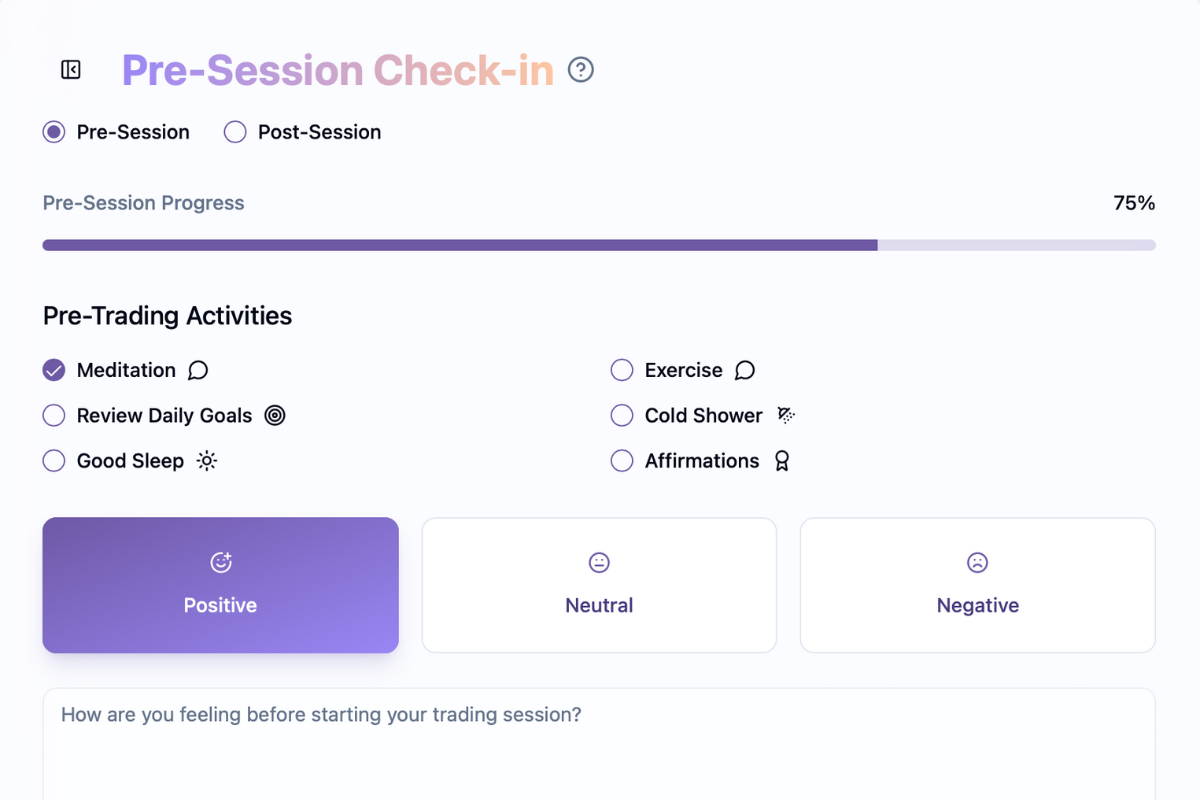 Pre-Session Check-in ?
Pre-Session Post-Session
Pre-Session Progress 75%
Pre-Trading Activities
Meditation Exercise
Review Daily Goals Cold Shower
Good Sleep Affirmations
Positive Neutral Negative
How are you feeling before starting your trading session?